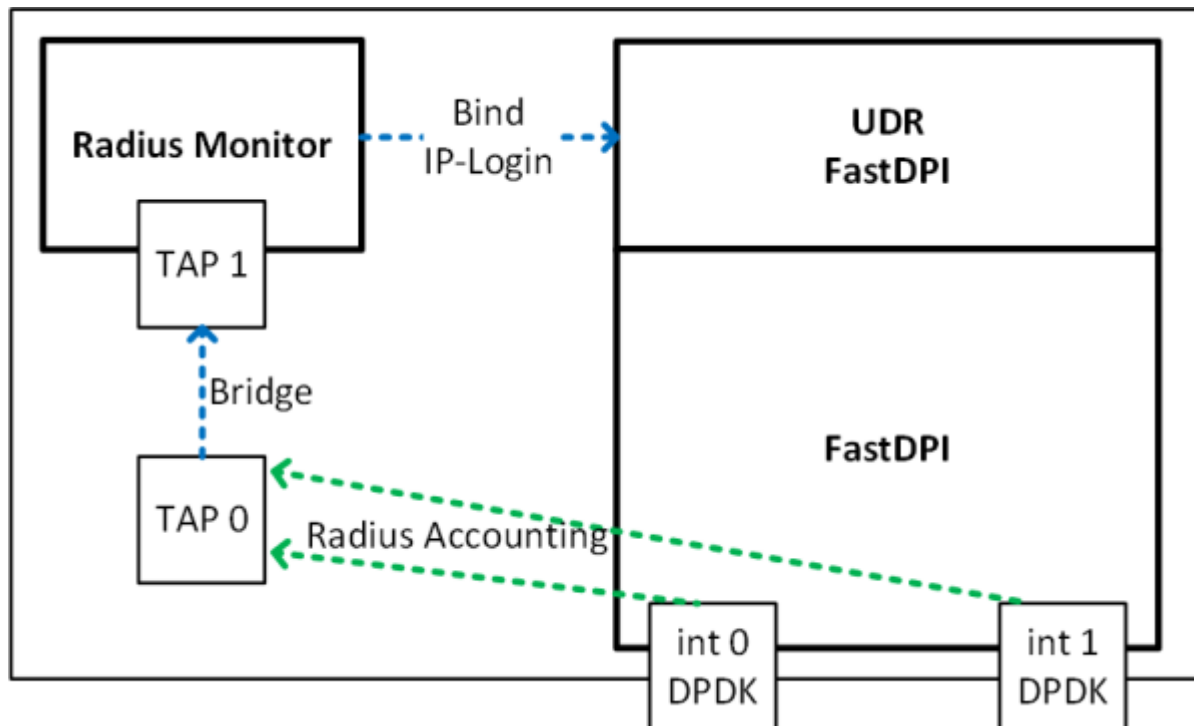 Radius Monitor
Bind
IP-Login
UDR
FastDPI
TAP 1
Bridge
FastDPI
TAP 0
Radius Accounting
int 0
DPDK
int 1
DPDK